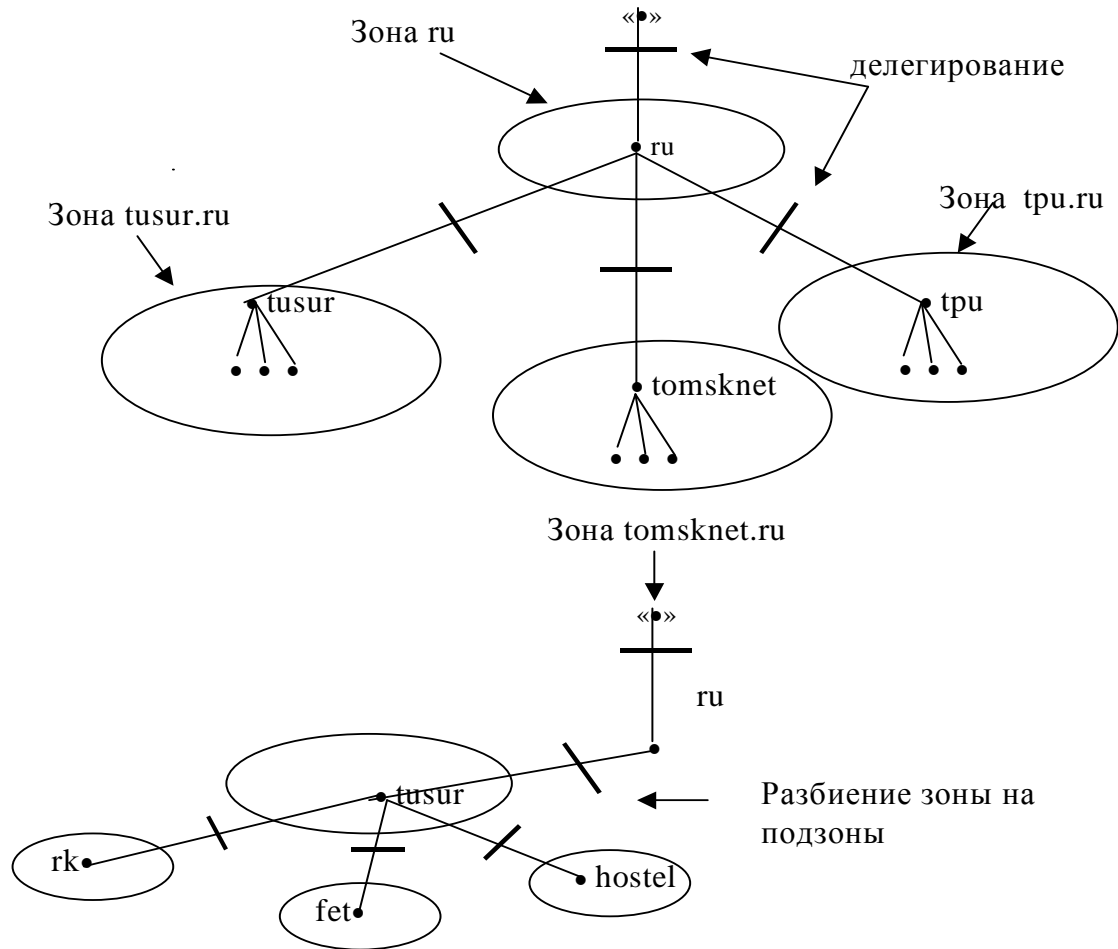 «•»
Зона ru
делегирование
ru
Зона tusur.ru
Зона tpu.ru
tusur
tpu
tomsknet
Зона tomsknet.ru
«•»
ru
tusur
Разбиение зоны на
подзоны
rk
hostel
fet